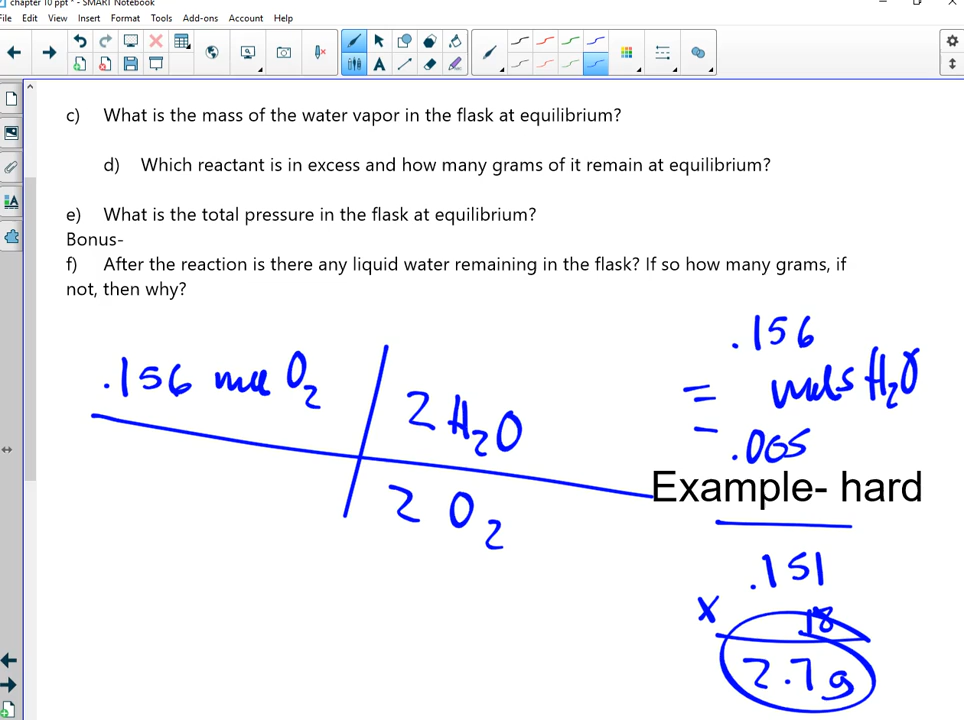 chapter 10 ppt * - SMART Notebook
File Edit View Insert Format Tools Add-ons Account Help
c) What is the mass of the water vapor in the flask at equilibrium?
d) Which reactant is in excess and how many grams of it remain at equilibrium?
e) What is the total pressure in the flask at equilibrium?
Bonus-
f) After the reaction is there any liquid water remaining in the flask? If so how many grams, if
not, then why?
.156 mol O2 | 2 H2O = .156 mols H2O
2 O2
- .005
Example- hard
.151
x 18
2.7g